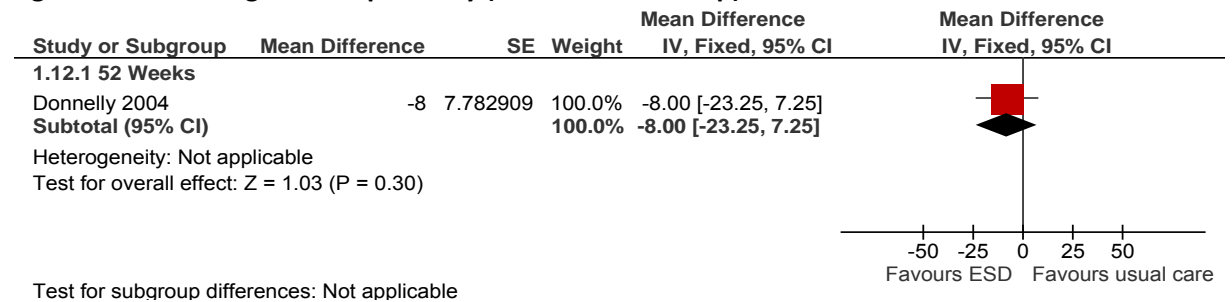 Mean Difference Mean Difference
Study or Subgroup Mean Difference SE Weight IV, Fixed, 95% CI IV, Fixed, 95% CI
1.12.1 52 Weeks
Donnelly 2004 -8 7.782909 100.0% -8.00 [-23.25, 7.25]
Subtotal (95% CI) 100.0% -8.00 [-23.25, 7.25]
Heterogeneity: Not applicable
Test for overall effect: Z = 1.03 (P = 0.30)
-50 -25 0 25 50
Favours ESD Favours usual care
Test for subgroup differences: Not applicable